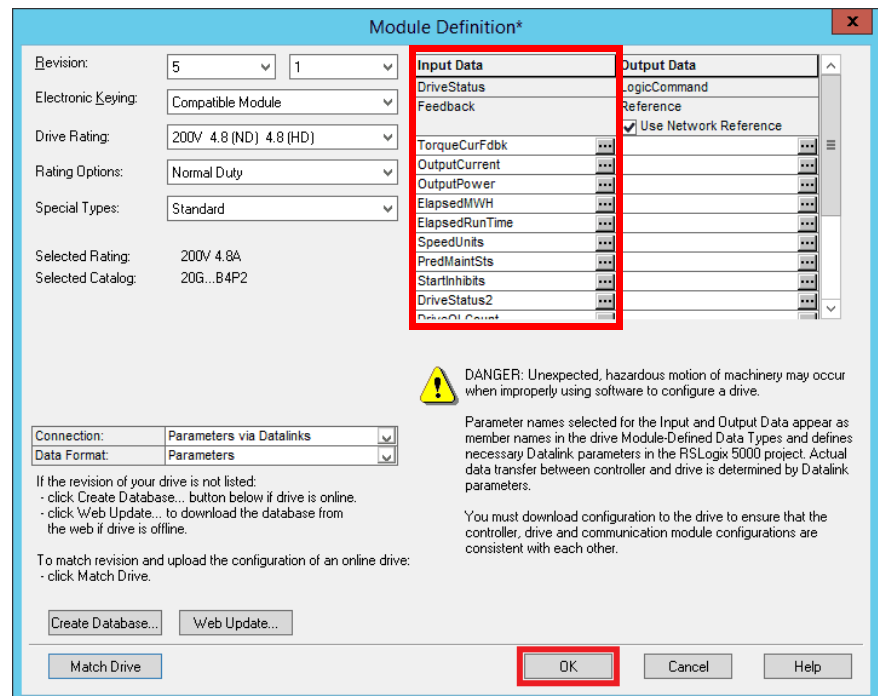 Module Definition*
x
Revision: 5 1
Electronic Keying: Compatible Module
Drive Rating: 200V 4.8 (ND) 4.8 (HD)
Rating Options: Normal Duty
Special Types: Standard
Selected Rating: 200V 4.8A
Selected Catalog: 20G...B4P2
Input Data Output Data
DriveStatus LogicCommand
Feedback Reference
Use Network Reference
TorqueCurFdbk ...
OutputCurrent ...
OutputPower ...
ElapsedMWH ...
ElapsedRunTime ...
SpeedUnits ...
PredMaintSts ...
StartInhibits ...
DriveStatus2 ...
DriveOLCount
DANGER: Unexpected, hazardous motion of machinery may occur
when improperly using software to configure a drive.
Parameter names selected for the Input and Output Data appear as
member names in the drive Module-Defined Data Types and defines
necessary Datalink parameters in the RSLogix 5000 project. Actual
data transfer between controller and drive is determined by Datalink
parameters.
You must download configuration to the drive to ensure that the
controller, drive and communication module configurations are
consistent with each other.
Connection: Parameters via Datalinks
Data Format: Parameters
If the revision of your drive is not listed:
- click Create Database... button below if drive is online.
- click Web Update... to download the database from
the web if drive is offline.
To match revision and upload the configuration of an online drive:
- click Match Drive.
Create Database... Web Update...
Match Drive OK Cancel Help